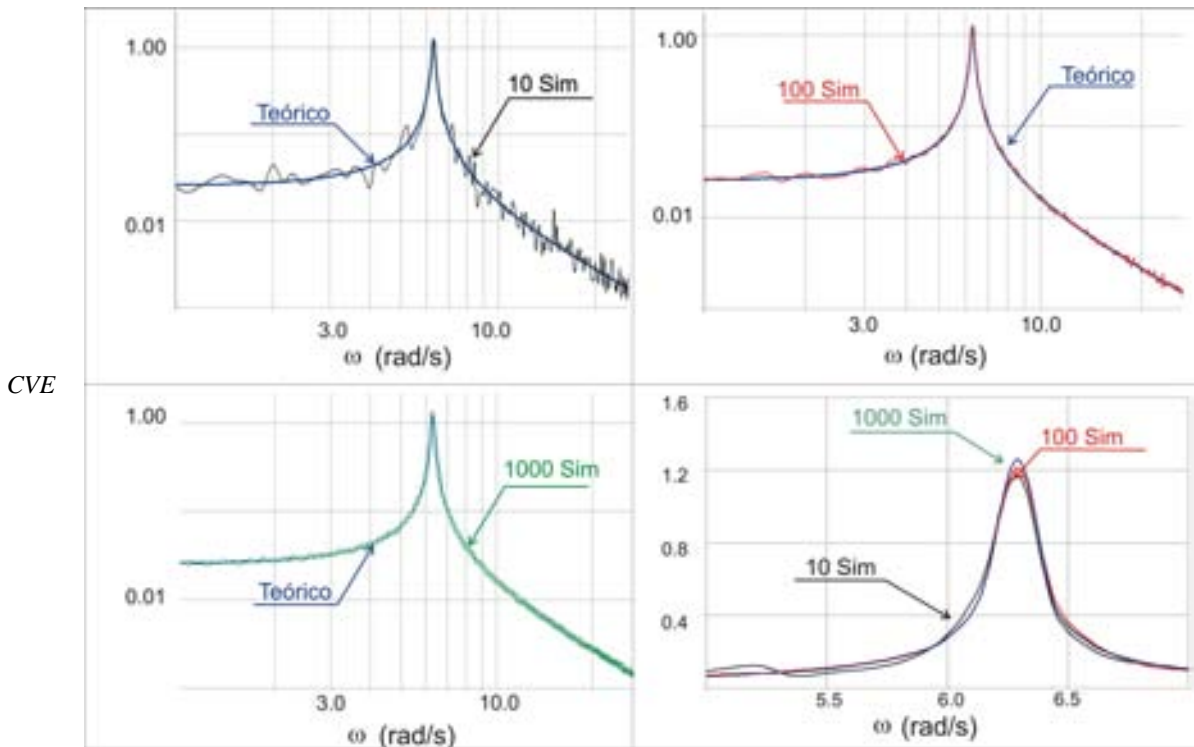 1.00
10 Sim
Teórico
0.01
3.0
10.0
ω (rad/s)
1.00
100 Sim
Teórico
0.01
3.0
10.0
ω (rad/s)
CVE
1.00
1000 Sim
Teórico
0.01
3.0
10.0
ω (rad/s)
1.6
1000 Sim
100 Sim
1.2
0.8
10 Sim
0.4
5.5
6.0
6.5
ω (rad/s)